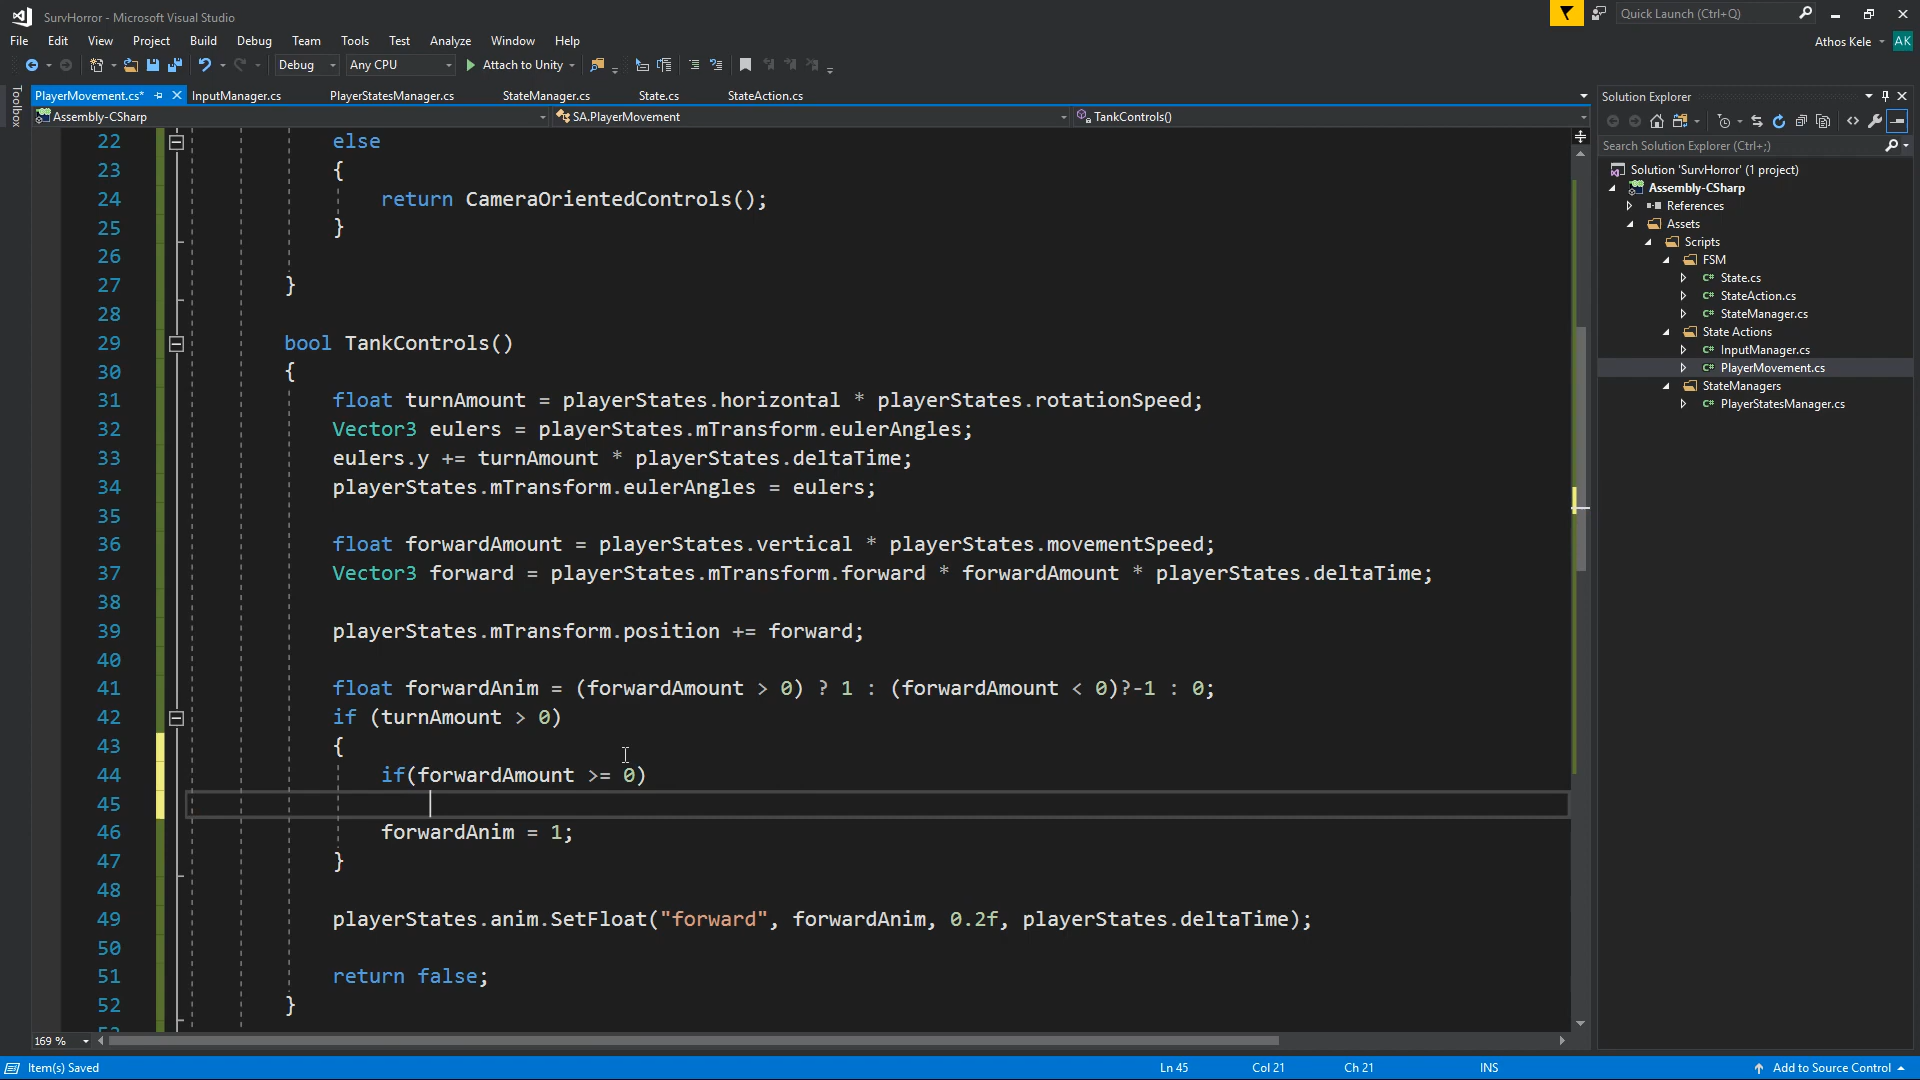 SurvHorror - Microsoft Visual Studio
Quick Launch (Ctrl+Q)
File Edit View Project Build Debug Team Tools Test Analyze Window Help
Athos Kele AK
Debug Any CPU Attach to Unity
Toolbox
PlayerMovement.cs* InputManager.cs PlayerStatesManager.cs StateManager.cs State.cs StateAction.cs
Assembly-CSharp SA.PlayerMovement TankControls()
22 else
23 {
24 return CameraOrientedControls();
25 }
26
27 }
28
29 bool TankControls()
30 {
31 float turnAmount = playerStates.horizontal * playerStates.rotationSpeed;
32 Vector3 eulers = playerStates.mTransform.eulerAngles;
33 eulers.y += turnAmount * playerStates.deltaTime;
34 playerStates.mTransform.eulerAngles = eulers;
35
36 float forwardAmount = playerStates.vertical * playerStates.movementSpeed;
37 Vector3 forward = playerStates.mTransform.forward * forwardAmount * playerStates.deltaTime;
38
39 playerStates.mTransform.position += forward;
40
41 float forwardAnim = (forwardAmount > 0) ? 1 : (forwardAmount < 0)?-1 : 0;
42 if (turnAmount > 0)
43 {
44 if(forwardAmount >= 0)
45
46 forwardAnim = 1;
47 }
48
49 playerStates.anim.SetFloat("forward", forwardAnim, 0.2f, playerStates.deltaTime);
50
51 return false;
52 }
169 %
Solution Explorer
Search Solution Explorer (Ctrl+;)
Solution 'SurvHorror' (1 project)
Assembly-CSharp
References
Assets
Scripts
FSM
C# State.cs
C# StateAction.cs
C# StateManager.cs
State Actions
C# InputManager.cs
C# PlayerMovement.cs
StateManagers
C# PlayerStatesManager.cs
Item(s) Saved Ln 45 Col 21 Ch 21 INS Add to Source Control